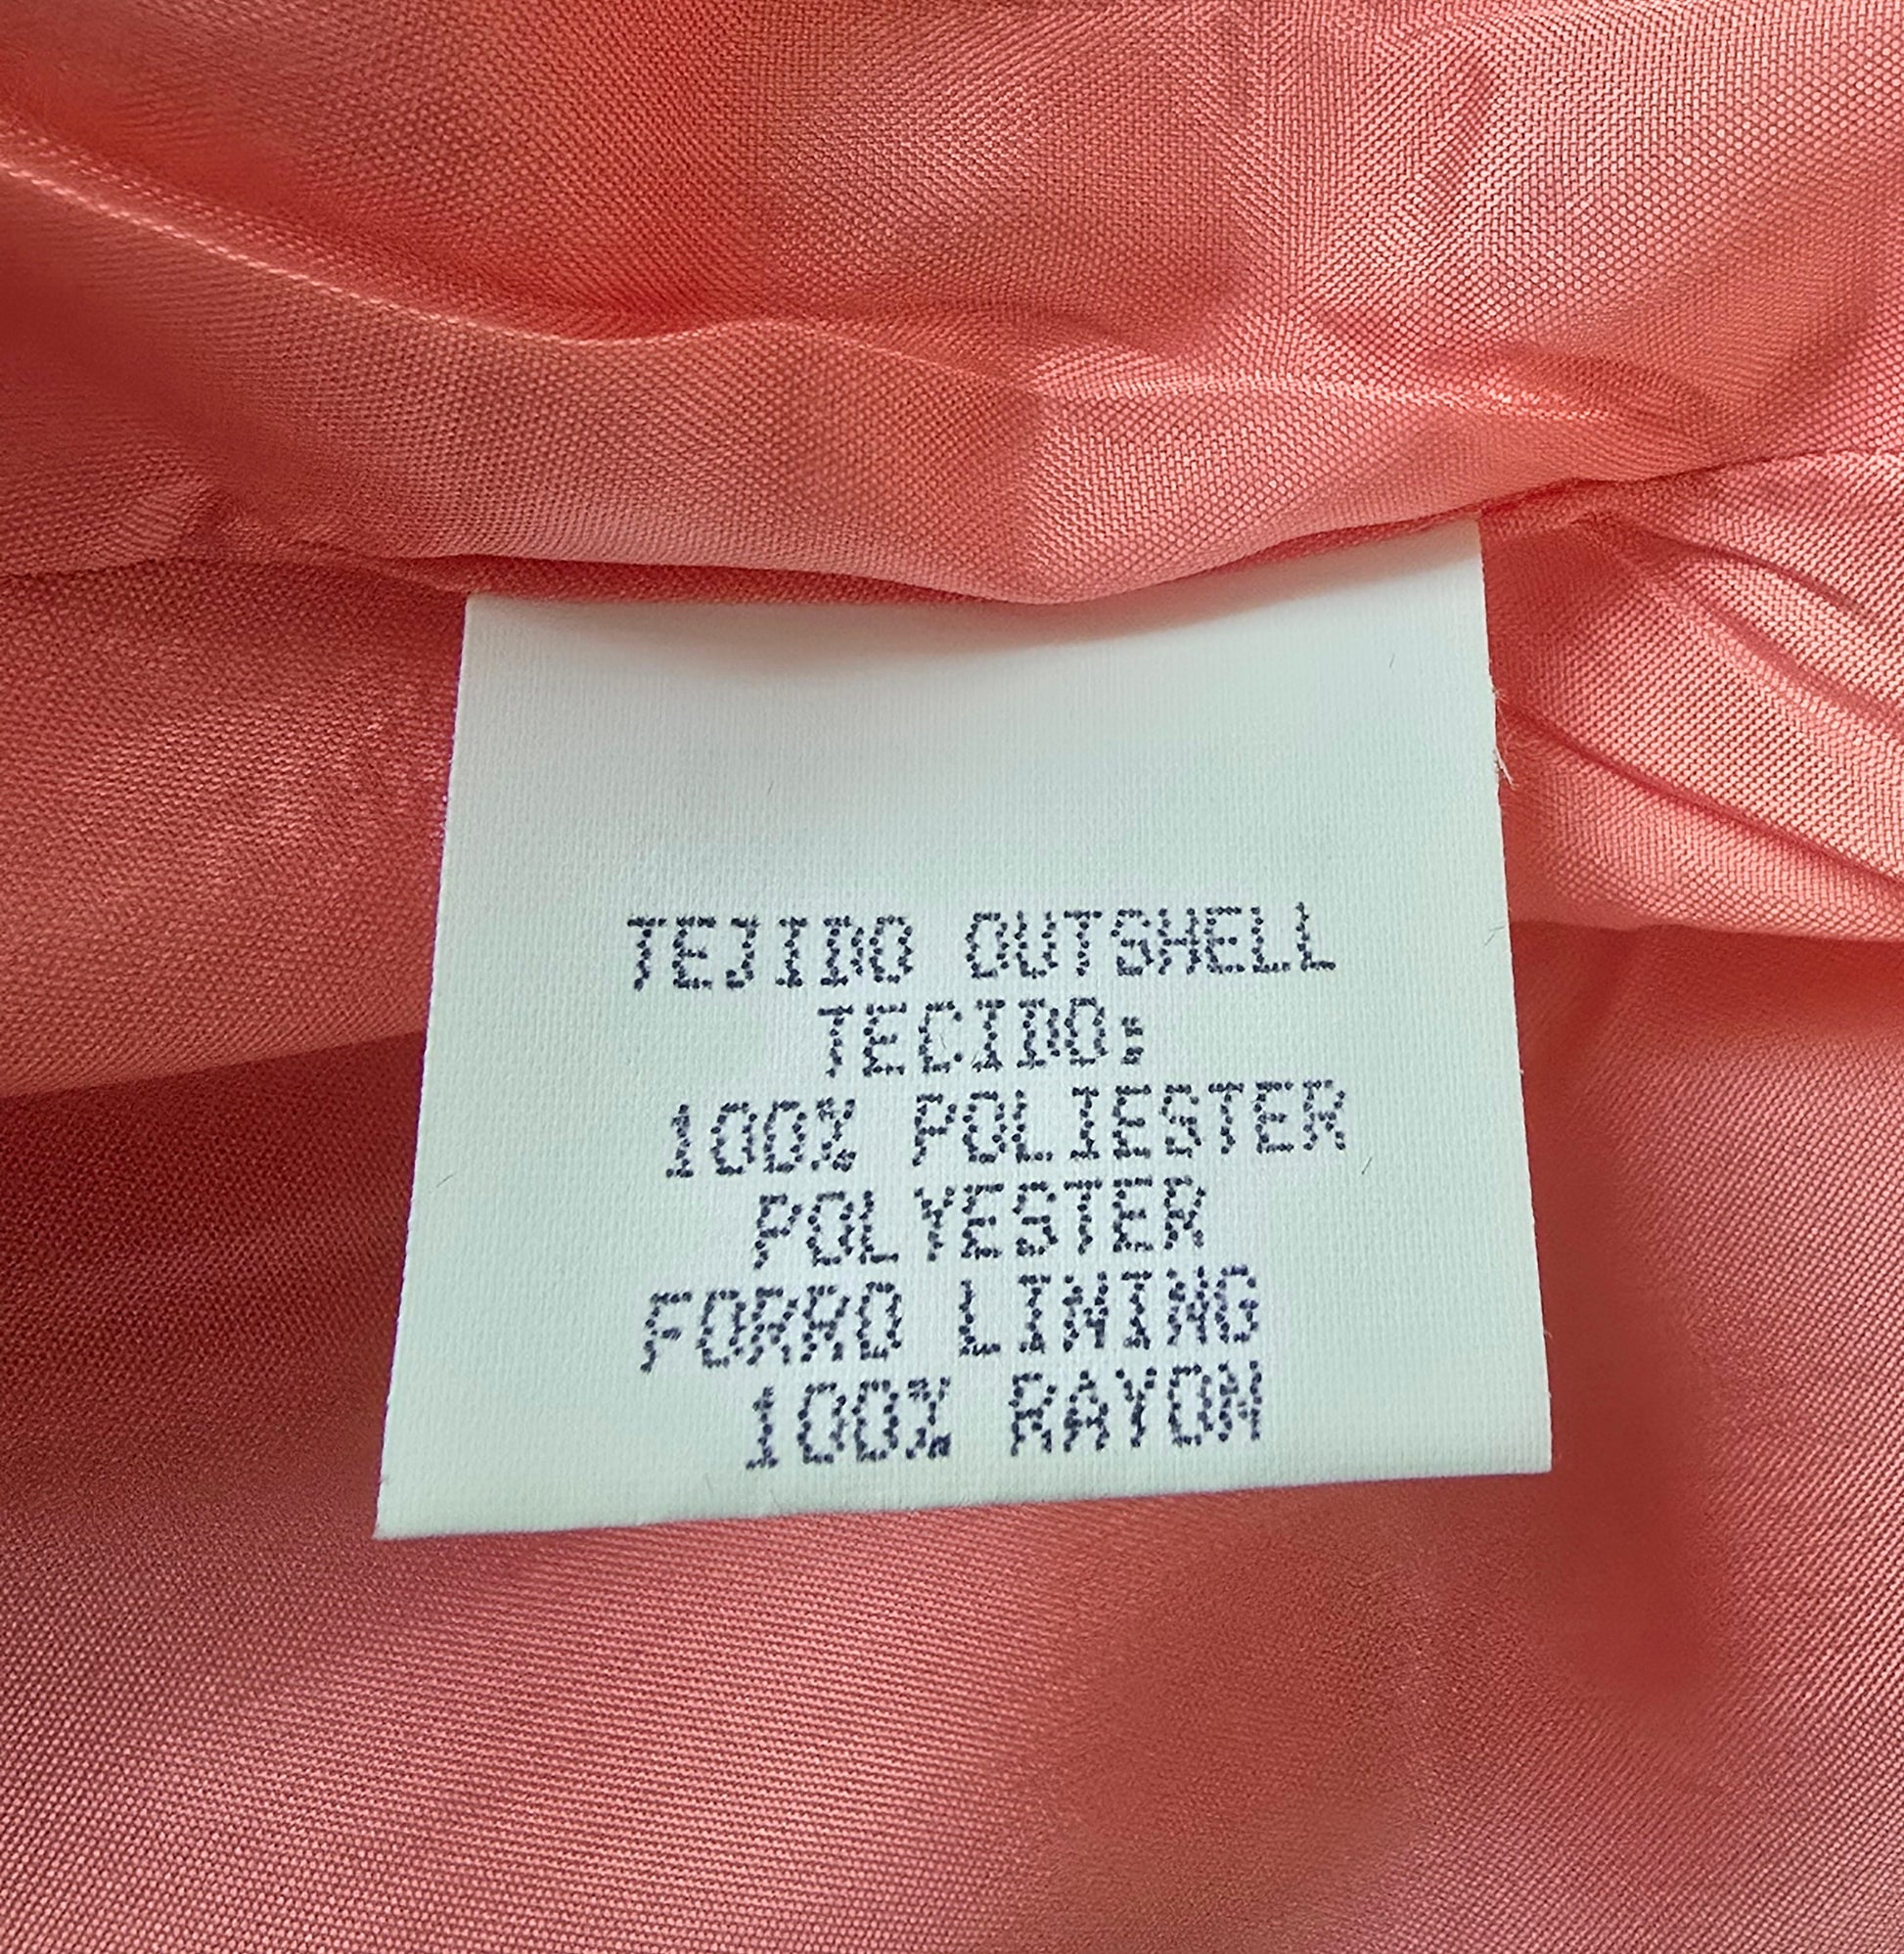 TEJIDO OUTSHELL
TECIDO:
100% POLIESTER
POLYESTER
FORRO LINING
100% RAYON